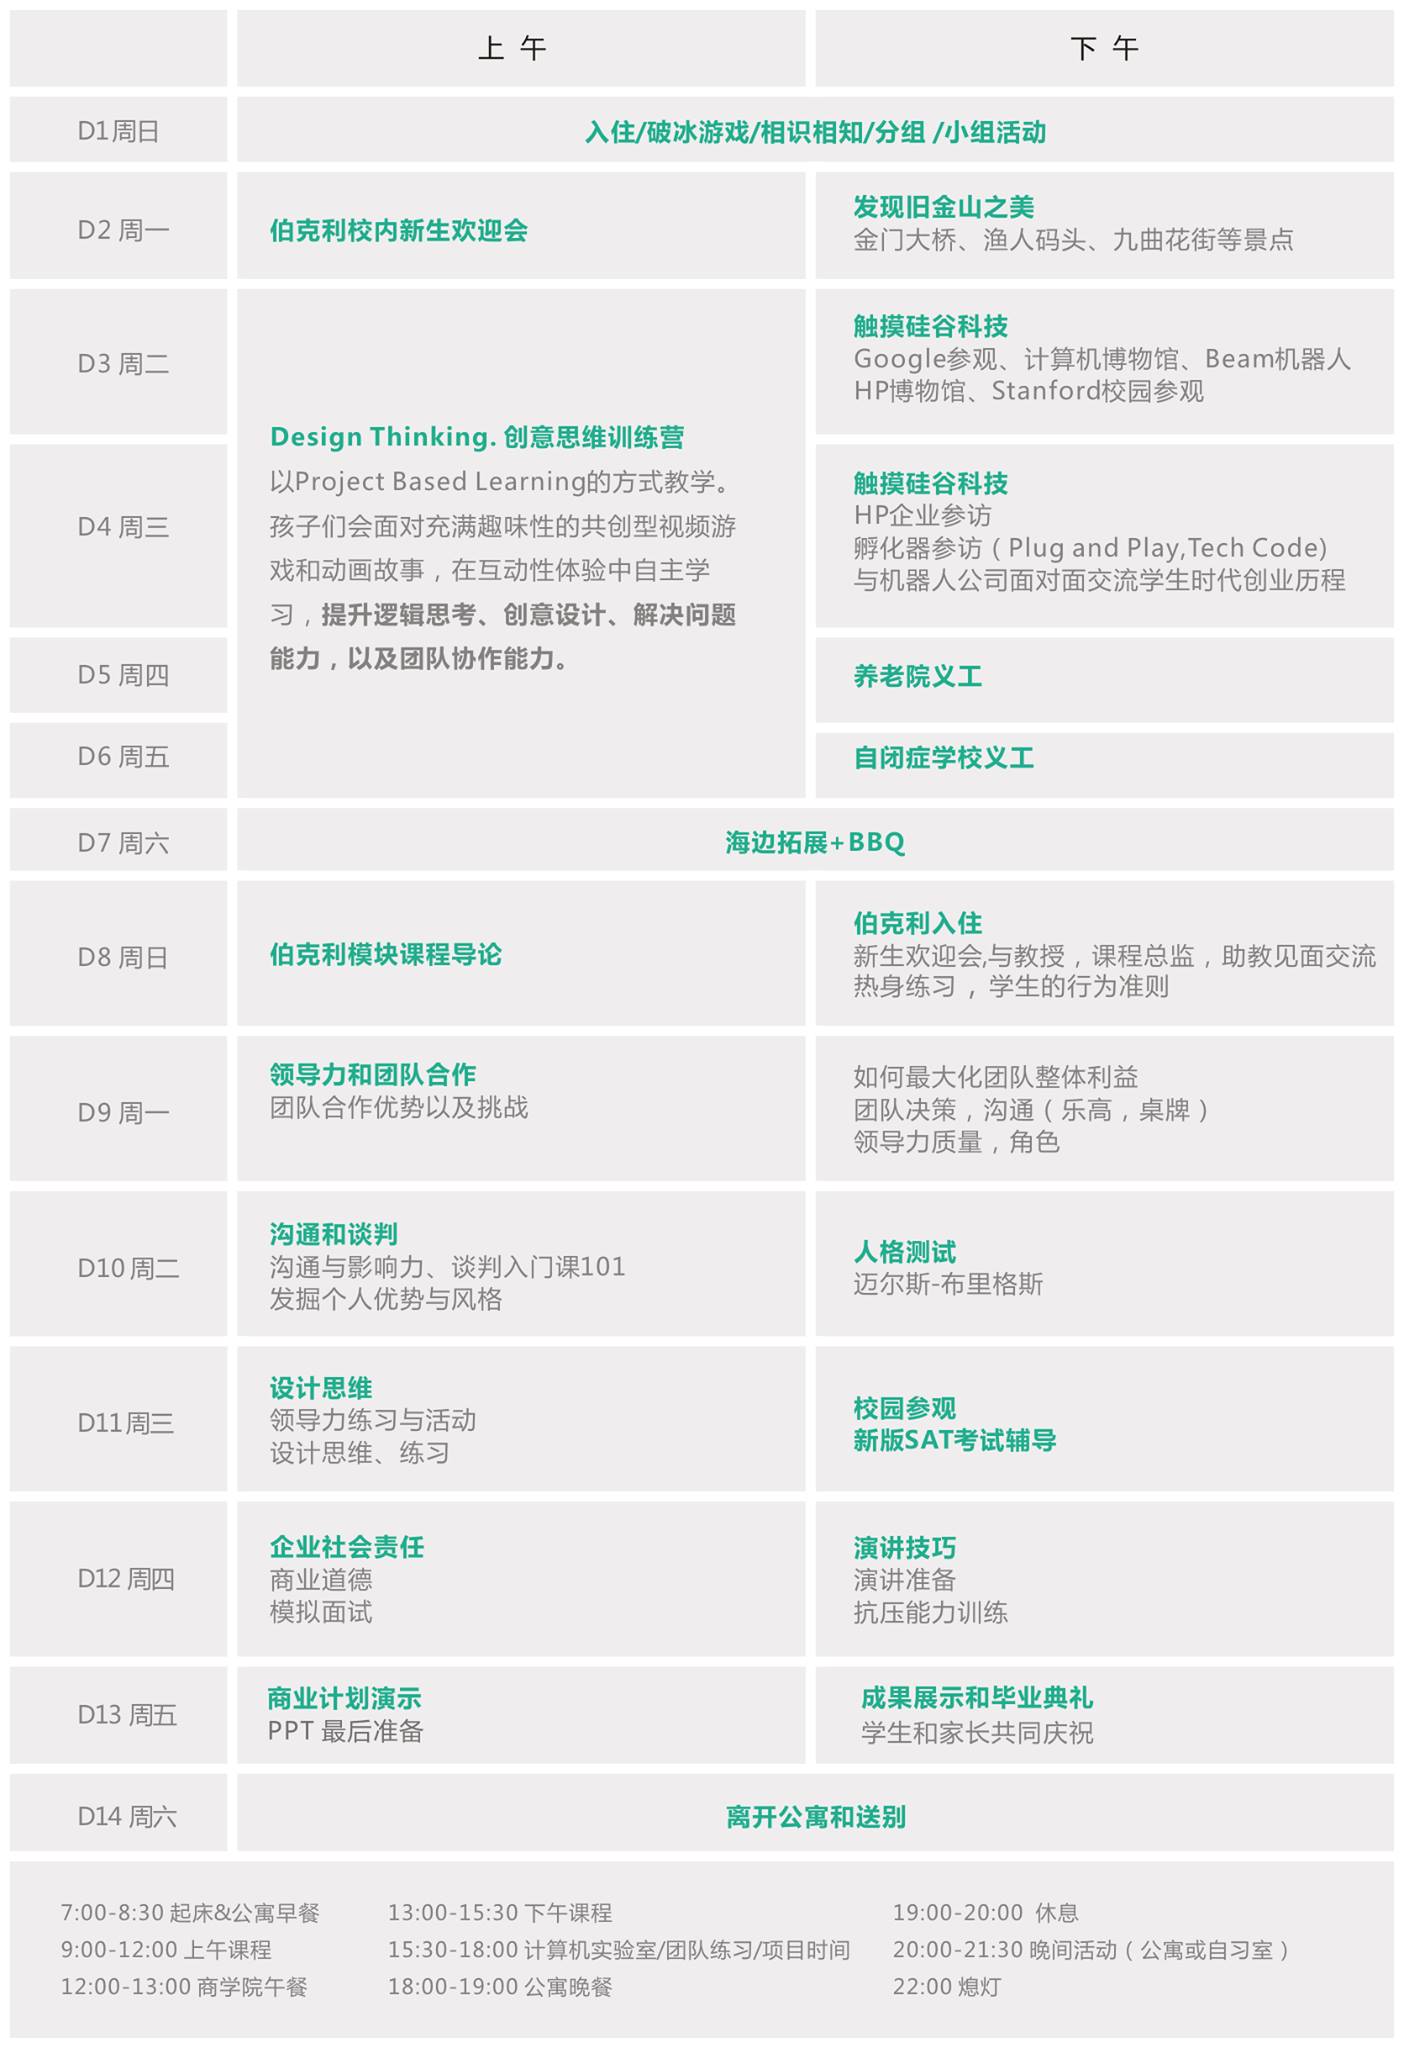 上 午
下 午
D1周日
入住/破冰游戏/相识相知/分组 /小组活动
D2 周一
伯克利校内新生欢迎会
发现旧金山之美
金门大桥、渔人码头、九曲花街等景点
D3 周二
触摸硅谷科技
Google参观、计算机博物馆、Beam机器人
HP博物馆、Stanford校园参观
Design Thinking. 创意思维训练营
以Project Based Learning的方式教学。
孩子们会面对充满趣味性的共创型视频游
戏和动画故事，在互动性体验中自主学
习，提升逻辑思考、创意设计、解决问题
能力，以及团队协作能力。
D4 周三
触摸硅谷科技
HP企业参访
孵化器参访（Plug and Play,Tech Code)
与机器人公司面对面交流学生时代创业历程
D5 周四
养老院义工
D6 周五
自闭症学校义工
D7 周六
海边拓展+BBQ
D8 周日
伯克利模块课程导论
伯克利入住
新生欢迎会,与教授，课程总监，助教见面交流
热身练习，学生的行为准则
D9 周一
领导力和团队合作
团队合作优势以及挑战
如何最大化团队整体利益
团队决策，沟通（乐高，桌牌）
领导力质量，角色
D10 周二
沟通和谈判
沟通与影响力、谈判入门课101
发掘个人优势与风格
人格测试
迈尔斯-布里格斯
D11周三
设计思维
领导力练习与活动
设计思维、练习
校园参观
新版SAT考试辅导
D12 周四
企业社会责任
商业道德
模拟面试
演讲技巧
演讲准备
抗压能力训练
D13 周五
商业计划演示
PPT 最后准备
成果展示和毕业典礼
学生和家长共同庆祝
D14 周六
离开公寓和送别
7:00-8:30 起床&公寓早餐
9:00-12:00 上午课程
12:00-13:00 商学院午餐
13:00-15:30 下午课程
15:30-18:00 计算机实验室/团队练习/项目时间
18:00-19:00 公寓晚餐
19:00-20:00 休息
20:00-21:30 晚间活动（公寓或自习室）
22:00 熄灯